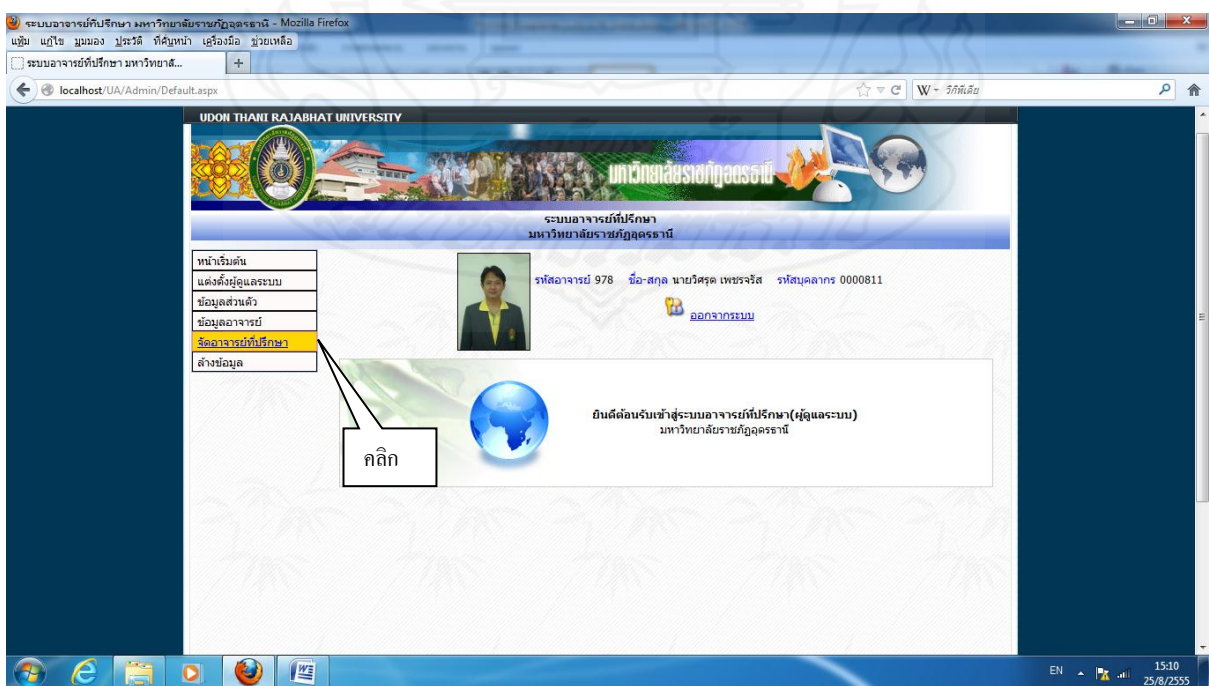 ระบบอาจารย์ที่ปรึกษา มหาวิทยาลัยราชภัฏอุดรธานี - Mozilla Firefox
แฟ้ม แก้ไข มุมมอง ประวัติ ที่คั่นหน้า เครื่องมือ ช่วยเหลือ
ระบบอาจารย์ที่ปรึกษา มหาวิทยาลั... +
localhost/UA/Admin/Default.aspx
W วิกิพีเดีย
UDON THANI RAJABHAT UNIVERSITY
มหาวิทยาลัยราชภัฏอุดรธานี
ระบบอาจารย์ที่ปรึกษา
มหาวิทยาลัยราชภัฏอุดรธานี
หน้าเริ่มต้น
แต่งตั้งผู้ดูแลระบบ
ข้อมูลส่วนตัว
ข้อมูลอาจารย์
จัดอาจารย์ที่ปรึกษา
ล้างข้อมูล
รหัสอาจารย์ 978 ชื่อ-สกุล นายวิศรุต เพชรจรัส รหัสบุคลากร 0000811
ออกจากระบบ
ยินดีต้อนรับเข้าสู่ระบบอาจารย์ที่ปรึกษา(ผู้ดูแลระบบ)
มหาวิทยาลัยราชภัฏอุดรธานี
คลิก
EN
15:10
25/8/2555